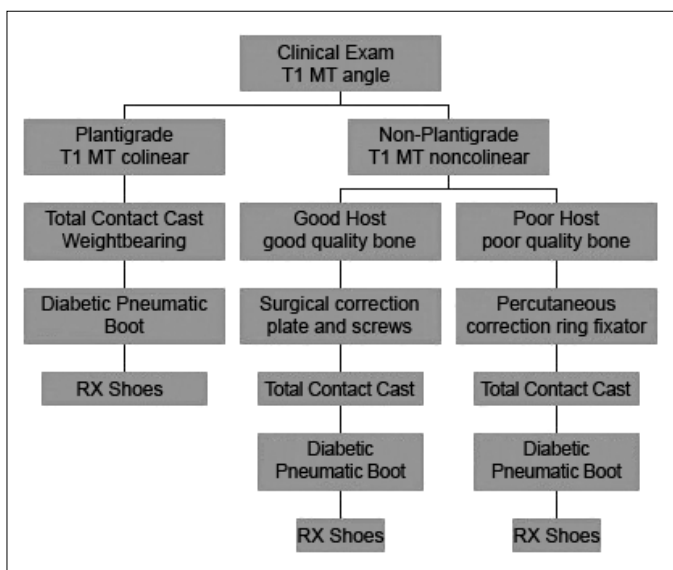 Clinical Exam
T1 MT angle
Plantigrade
T1 MT colinear
Non-Plantigrade
T1 MT noncolinear
Total Contact Cast
Weightbearing
Good Host
good quality bone
Poor Host
poor quality bone
Diabetic Pneumatic
Boot
Surgical correction
plate and screws
Percutaneous
correction ring fixator
RX Shoes
Total Contact Cast
Total Contact Cast
Diabetic
Pneumatic Boot
Diabetic
Pneumatic Boot
RX Shoes
RX Shoes